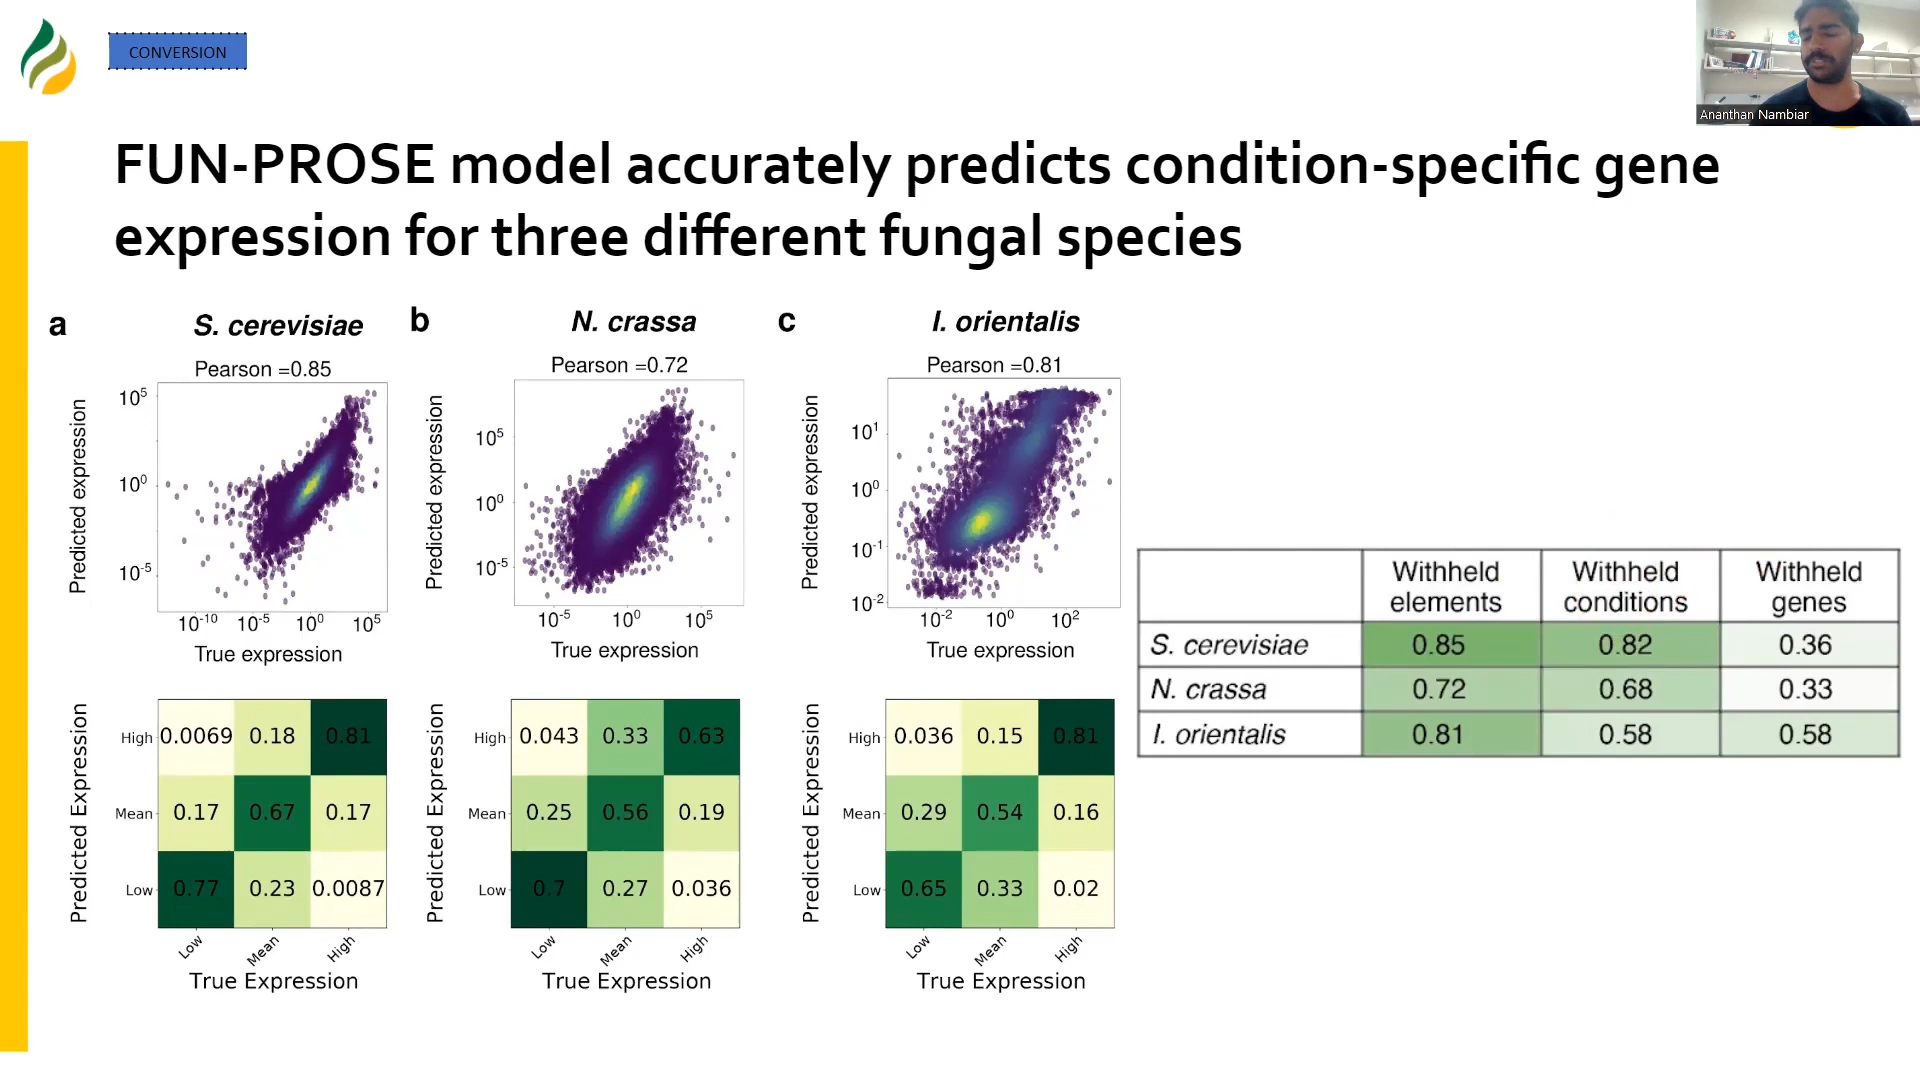 CONVERSION
Ananthan Nambiar
FUN-PROSE model accurately predicts condition-specific gene
expression for three different fungal species
a
S. cerevisiae
Pearson =0.85
Predicted expression
10^5
10^0
10^-5
10^-10 10^-5 10^0 10^5
True expression
b
N. crassa
Pearson =0.72
Predicted expression
10^5
10^0
10^-5
10^-5 10^0 10^5
True expression
c
I. orientalis
Pearson =0.81
Predicted expression
10^1
10^0
10^-1
10^-2
10^-2 10^0 10^2
True expression
Predicted Expression
High 0.0069 0.18 0.81
Mean 0.17 0.67 0.17
Low 0.77 0.23 0.0087
Low Mean High
True Expression
Predicted Expression
High 0.043 0.33 0.63
Mean 0.25 0.56 0.19
Low 0.7 0.27 0.036
Low Mean High
True Expression
Predicted Expression
High 0.036 0.15 0.81
Mean 0.29 0.54 0.16
Low 0.65 0.33 0.02
Low Mean High
True Expression
Withheld elements Withheld conditions Withheld genes
S. cerevisiae 0.85 0.82 0.36
N. crassa 0.72 0.68 0.33
I. orientalis 0.81 0.58 0.58